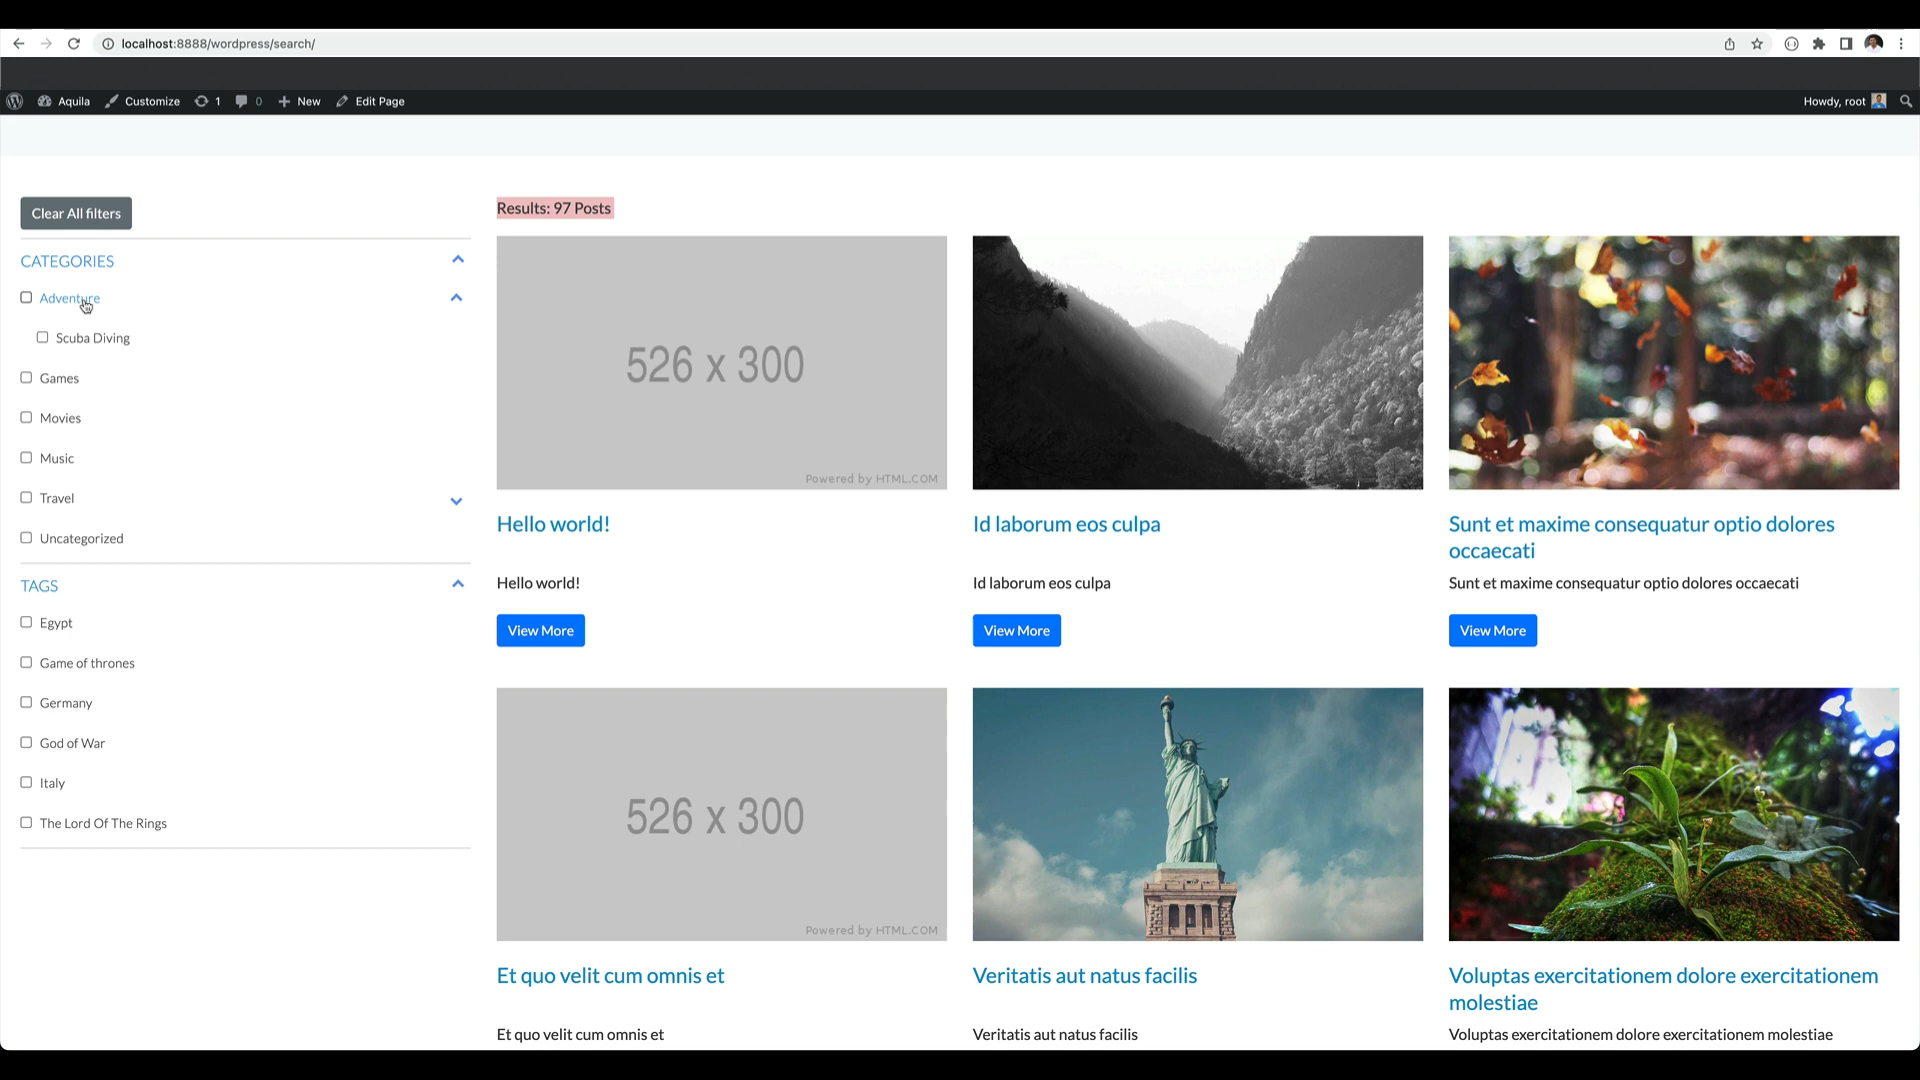 localhost:8888/wordpress/search/
Aquila Customize 1 0 New Edit Page Howdy, root
Clear All filters
CATEGORIES
Adventure
Scuba Diving
Games
Movies
Music
Travel
Uncategorized
TAGS
Egypt
Game of thrones
Germany
God of War
Italy
The Lord Of The Rings
Results: 97 Posts
526 x 300
Powered by HTML.COM
Hello world!
Hello world!
View More
Id laborum eos culpa
Id laborum eos culpa
View More
Sunt et maxime consequatur optio dolores
occaecati
Sunt et maxime consequatur optio dolores occaecati
View More
526 x 300
Powered by HTML.COM
Et quo velit cum omnis et
Et quo velit cum omnis et
Veritatis aut natus facilis
Veritatis aut natus facilis
Voluptas exercitationem dolore exercitationem
molestiae
Voluptas exercitationem dolore exercitationem molestiae